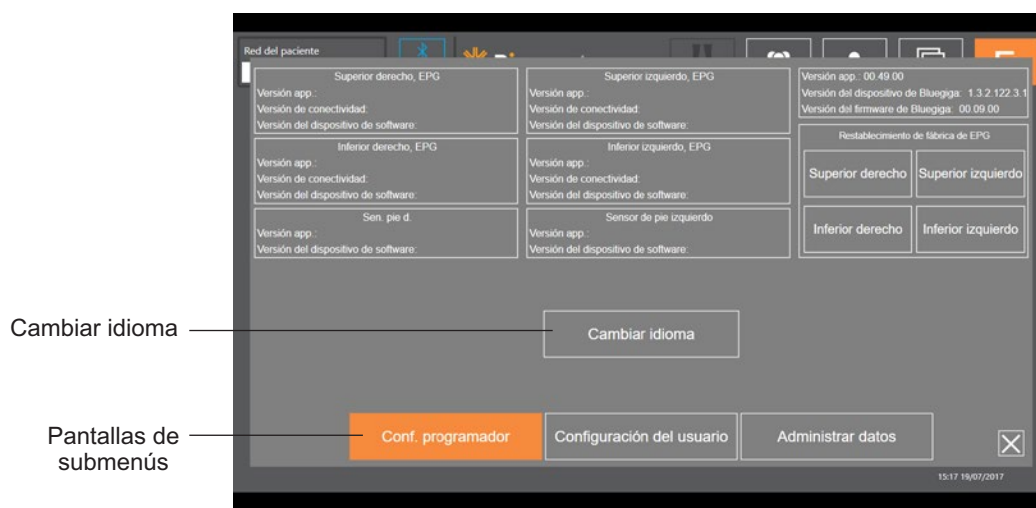 Red del paciente
Superior derecho, EPG
Versión app.:
Versión de conectividad:
Versión del dispositivo de software:
Superior izquierdo, EPG
Versión app.:
Versión de conectividad:
Versión del dispositivo de software:
Versión app.: 00.49.00
Versión del dispositivo de Bluegiga: 1.3.2.122.3.1
Versión del firmware de Bluegiga: 00.09.00
Inferior derecho, EPG
Versión app.:
Versión de conectividad:
Versión del dispositivo de software:
Inferior izquierdo, EPG
Versión app.:
Versión de conectividad:
Versión del dispositivo de software:
Restablecimiento de fábrica de EPG
Superior derecho
Superior izquierdo
Inferior derecho
Inferior izquierdo
Sen. pie d.
Versión app.:
Versión del dispositivo de software:
Sensor de pie izquierdo
Versión app.:
Versión del dispositivo de software:
Cambiar idioma
Cambiar idioma
Pantallas de
submenús
Conf. programador
Configuración del usuario
Administrar datos
15:17 19/07/2017